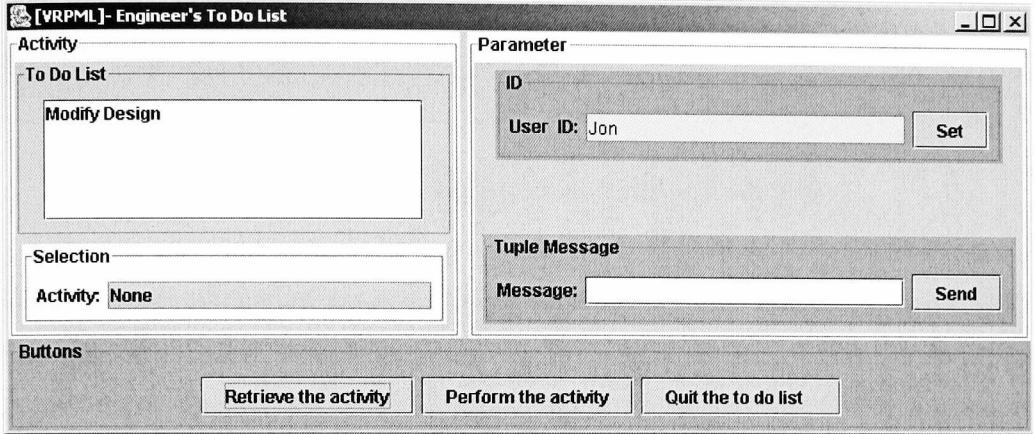 [VRPML]- Engineer's To Do List
Activity
To Do List
Modify Design
Selection
Activity: None
Parameter
ID
User ID: Jon Set
Tuple Message
Message: Send
Buttons
Retrieve the activity Perform the activity Quit the to do list